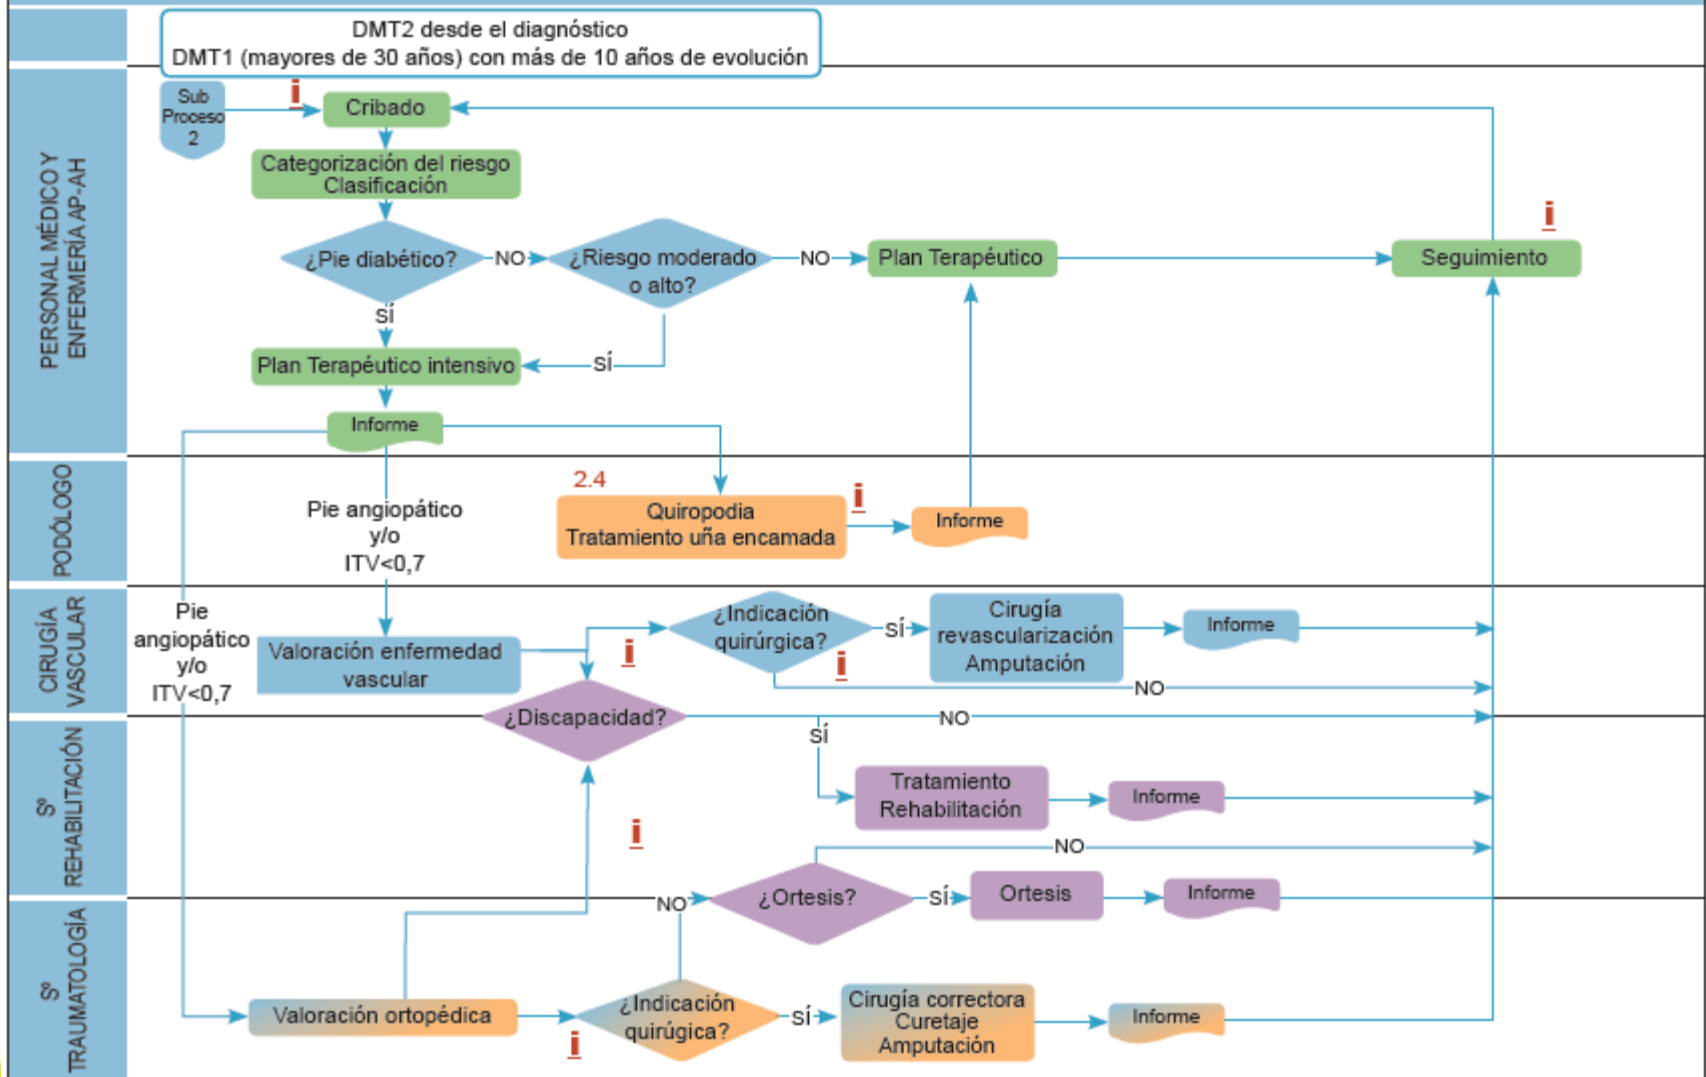 DMT2 desde el diagnóstico
DMT1 (mayores de 30 años) con más de 10 años de evolución
PERSONAL MÉDICO Y
ENFERMERÍA AP-AH
Sub
Proceso
2
i
Cribado
Categorización del riesgo
Clasificación
¿Pie diabético?
NO
¿Riesgo moderado
o alto?
NO
Plan Terapéutico
i
Seguimiento
SÍ
Plan Terapéutico intensivo
SÍ
Informe
PODÓLOGO
Pie angiopático
y/o
ITV<0,7
2.4
Quiropodia
Tratamiento uña encamada
i
Informe
CIRUGÍA
VASCULAR
Pie
angiopático
y/o
ITV<0,7
Valoración enfermedad
vascular
i
¿Indicación
quirúrgica?
i
SÍ
Cirugía
revascularización
Amputación
Informe
NO
¿Discapacidad?
NO
Sº
REHABILITACIÓN
SÍ
Tratamiento
Rehabilitación
Informe
i
NO
NO
¿Ortesis?
SÍ
Ortesis
Informe
Sº
TRAUMATOLOGÍA
Valoración ortopédica
i
¿Indicación
quirúgica?
SÍ
Cirugía correctora
Curetaje
Amputación
Informe